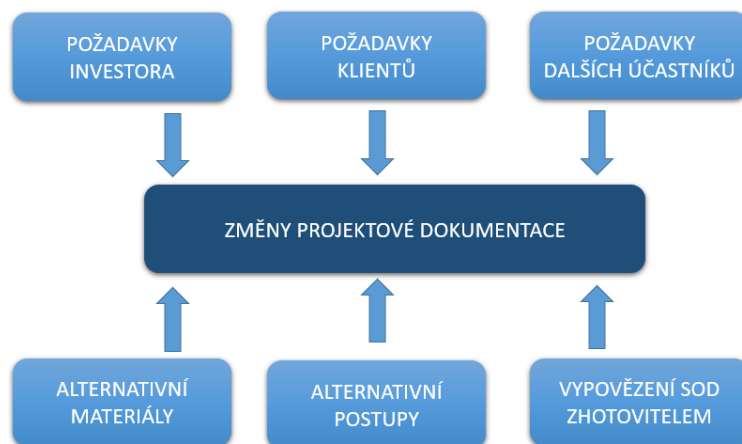 POŽADAVKY
INVESTORA
POŽADAVKY
KLIENTŮ
POŽADAVKY
DALŠÍCH ÚČASTNÍKŮ
ZMĚNY PROJEKTOVÉ DOKUMENTACE
ALTERNATIVNÍ
MATERIÁLY
ALTERNATIVNÍ
POSTUPY
VYPOVĚZENÍ SOD
ZHOTOVITELEM